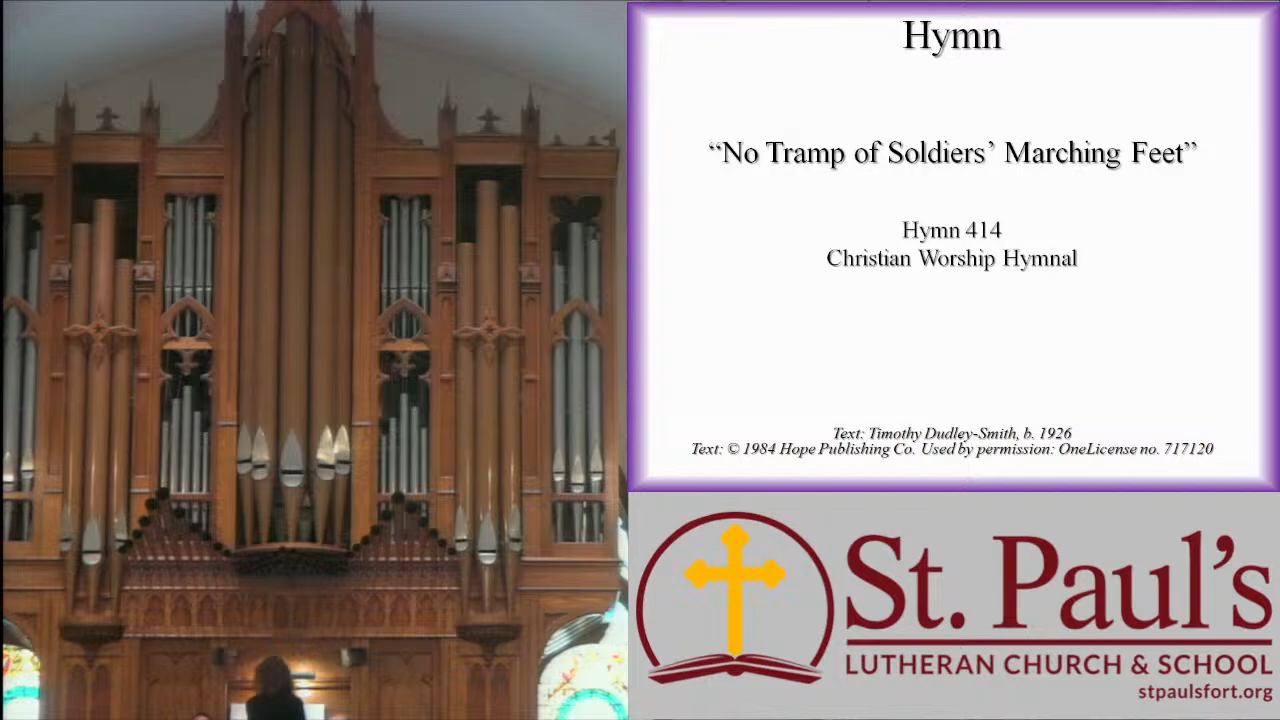 Hymn
“No Tramp of Soldiers’ Marching Feet”
Hymn 414
Christian Worship Hymnal
Text: Timothy Dudley-Smith, b. 1926
Text: © 1984 Hope Publishing Co. Used by permission: OneLicense no. 717120
St. Paul’s
LUTHERAN CHURCH & SCHOOL
stpaulsfort.org